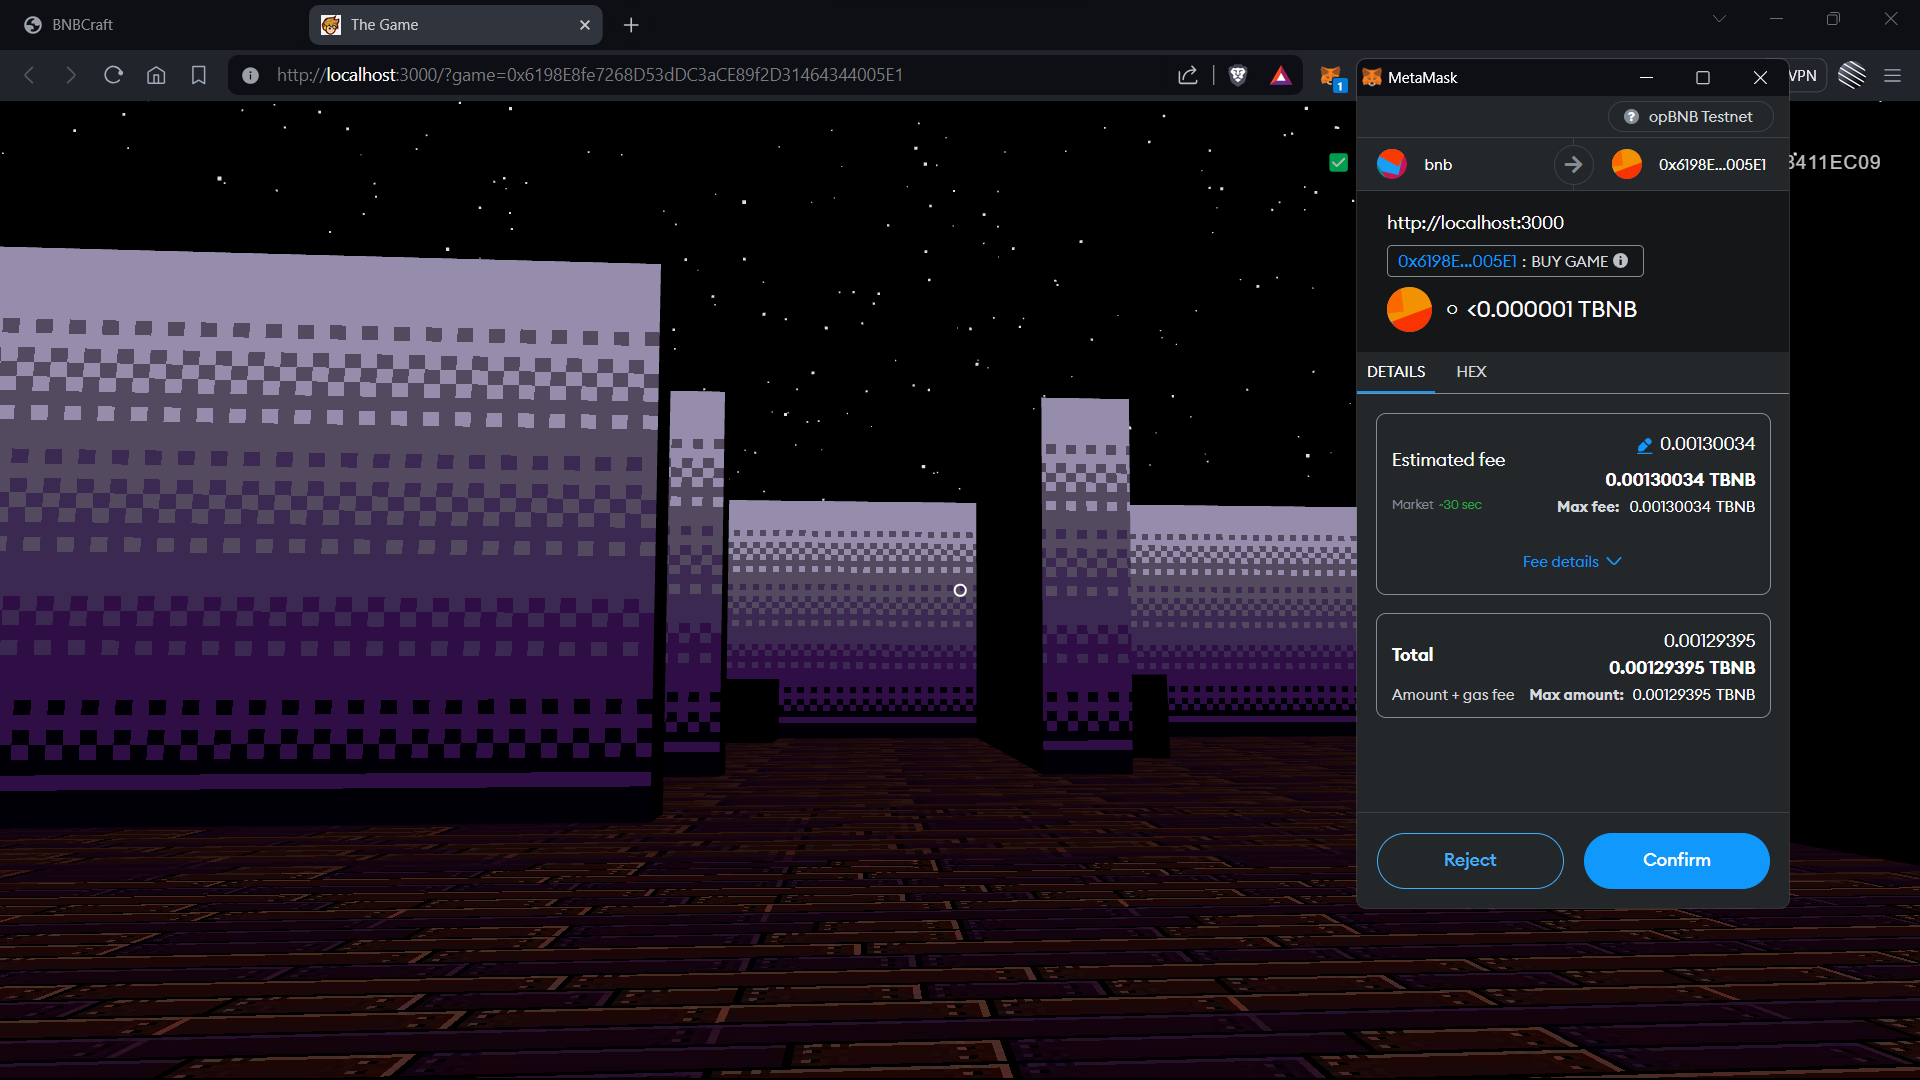 BNBCraft
The Game
http://localhost:3000/?game=0x6198E8fe7268D53dDC3aCE89f2D31464344005E1
1
MetaMask
VPN
opBNB Testnet
bnb
0x6198E...005E1
3411EC09
http://localhost:3000
0x6198E...005E1 : BUY GAME
<0.000001 TBNB
DETAILS
HEX
Estimated fee
0.00130034
0.00130034 TBNB
Market ~30 sec
Max fee: 0.00130034 TBNB
Fee details
Total
0.00129395
0.00129395 TBNB
Amount + gas fee
Max amount: 0.00129395 TBNB
Reject
Confirm